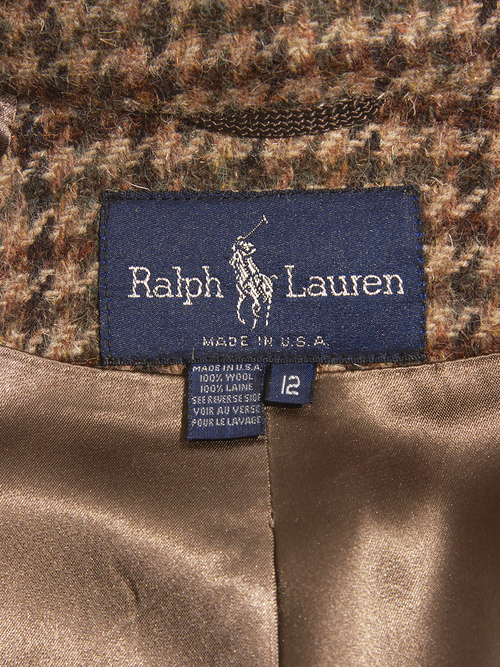 Ralph Lauren
MADE IN U.S.A.
MADE IN U.S.A.
100% WOOL
100% LAINE
SEE REVERSE SIDE
VOIR AU VERSO
POUR LE LAVAGE
12